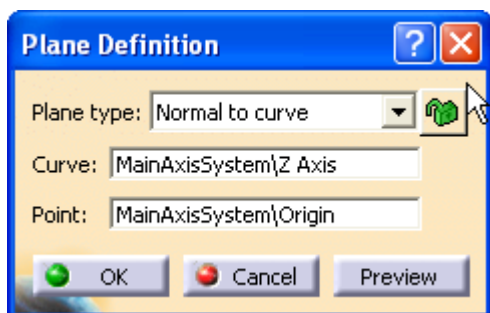 Plane Definition
Plane type: Normal to curve
Curve: MainAxisSystem\Z Axis
Point: MainAxisSystem\Origin
OK Cancel Preview